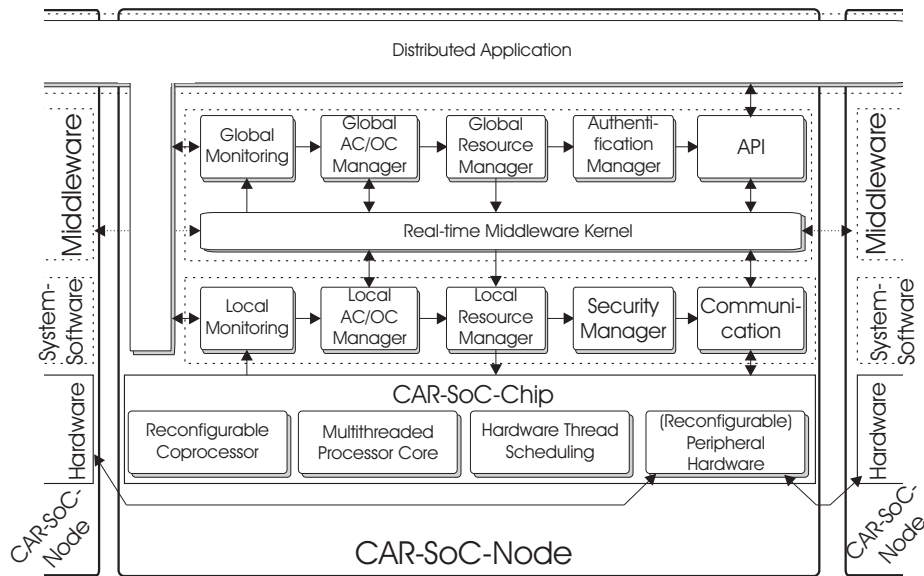 Distributed Application
Middleware
Global
Monitoring
Global
AC/OC
Manager
Global
Resource
Manager
Authenti-
fication
Manager
API
Middleware
Real-time Middleware Kernel
System-
Software
Local
Monitoring
Local
AC/OC
Manager
Local
Resource
Manager
Security
Manager
Communi-
cation
System-
Software
Hardware
CAR-SoC-Chip
Reconfigurable
Coprocessor
Multithreaded
Processor Core
Hardware Thread
Scheduling
(Reconfigurable)
Peripheral
Hardware
Hardware
CAR-SoC-
Node
CAR-SoC-Node
CAR-SoC-
Node